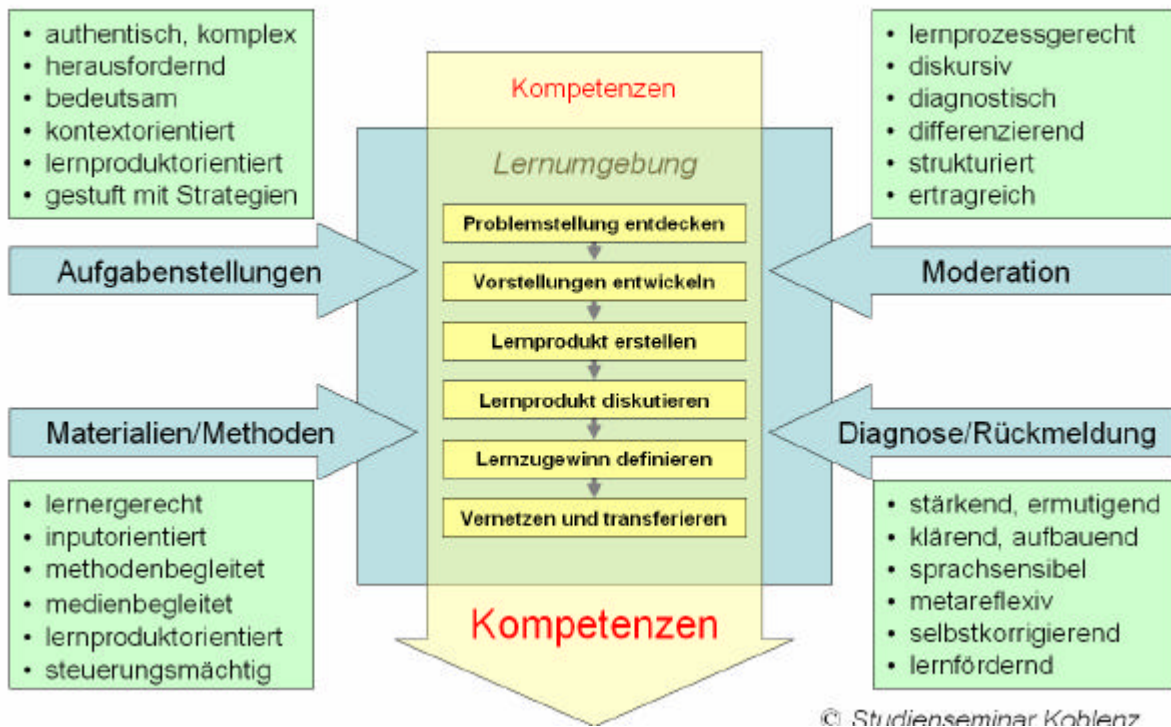 • authentisch, komplex
• herausfordernd
• bedeutsam
• kontextorientiert
• lernproduktorientiert
• gestuft mit Strategien
Aufgabenstellungen
Materialien/Methoden
• lernergerecht
• inputorientiert
• methodenbegleitet
• medienbegleitet
• lernproduktorientiert
• steuerungsmächtig
Kompetenzen
Lernumgebung
Problemstellung entdecken
Vorstellungen entwickeln
Lernprodukt erstellen
Lernprodukt diskutieren
Lernzugewinn definieren
Vernetzen und transferieren
Kompetenzen
• lernprozessgerecht
• diskursiv
• diagnostisch
• differenzierend
• strukturiert
• ertragreich
Moderation
Diagnose/Rückmeldung
• stärkend, ermutigend
• klärend, aufbauend
• sprachsensibel
• metareflexiv
• selbstkorrigierend
• lernfördernd
© Studienseminar Koblenz